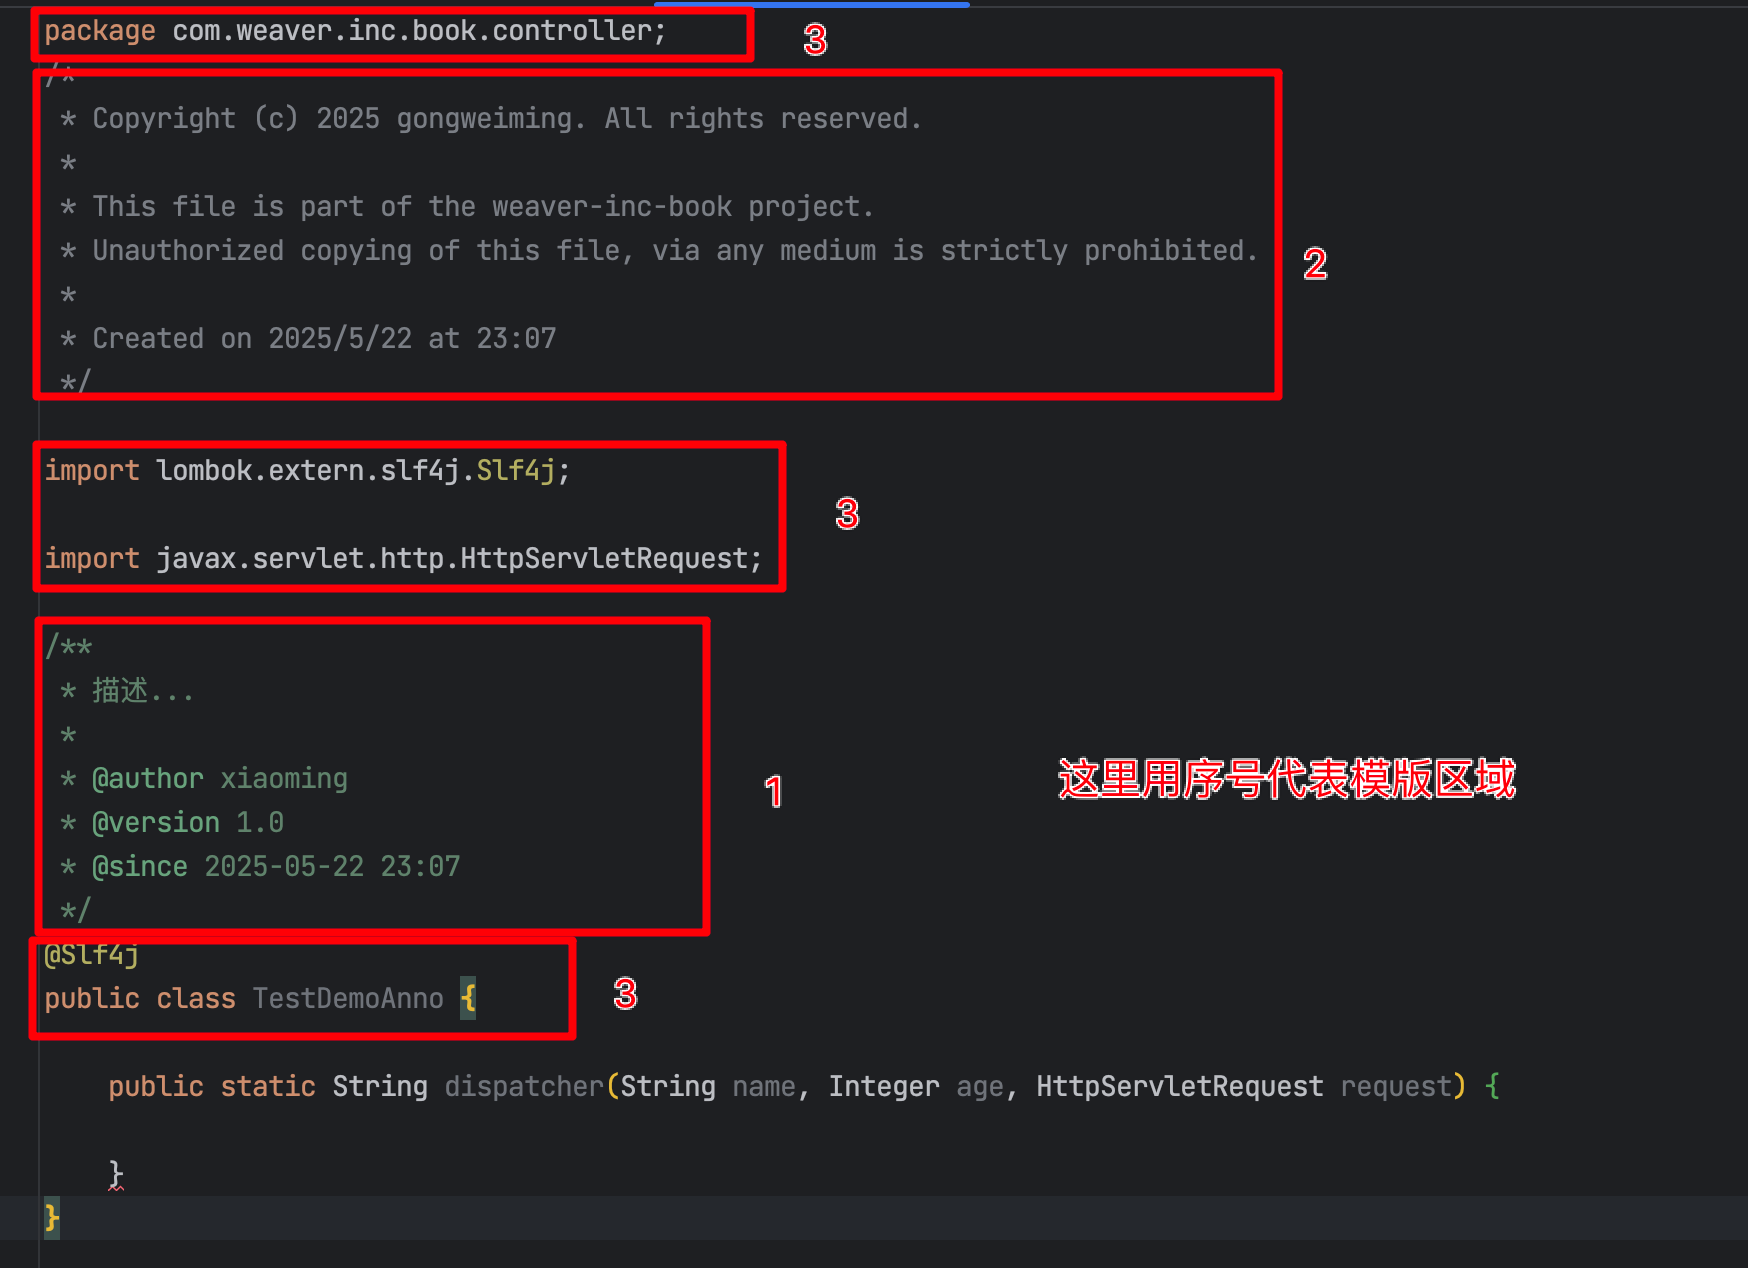 package com.weaver.inc.book.controller; 3
/*
* Copyright (c) 2025 gongweiming. All rights reserved.
*
* This file is part of the weaver-inc-book project.
* Unauthorized copying of this file, via any medium is strictly prohibited. 2
*
* Created on 2025/5/22 at 23:07
*/
import lombok.extern.slf4j.Slf4j;
3
import javax.servlet.http.HttpServletRequest;
/**
* 描述...
*
* @author xiaoming 1 这里用序号代表模版区域
* @version 1.0
* @since 2025-05-22 23:07
*/
@Slf4j
public class TestDemoAnno { 3
public static String dispatcher(String name, Integer age, HttpServletRequest request) {
}
}